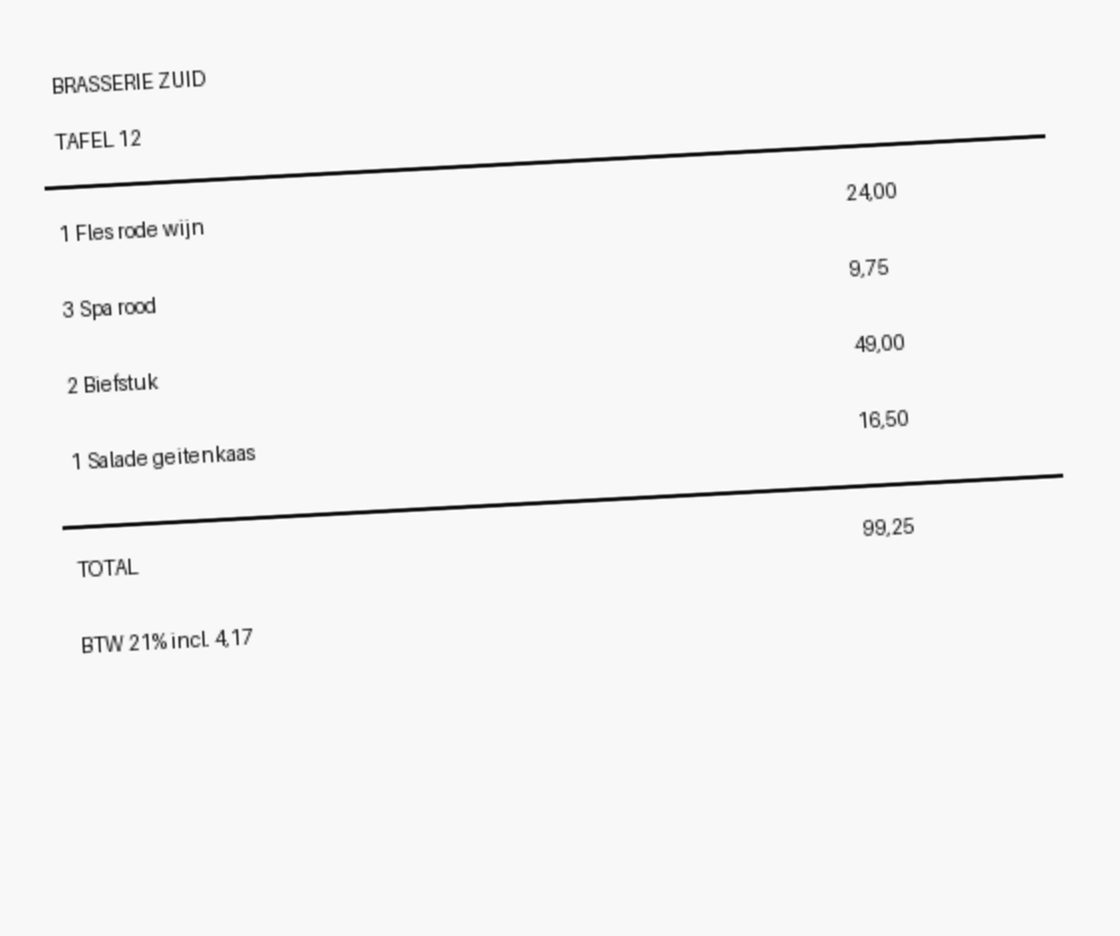 BRASSERIE ZUID
TAFEL 12
1 Fles rode wijn 24,00
3 Spa rood 9,75
2 Biefstuk 49,00
1 Salade geitenkaas 16,50
TOTAL 99,25
BTW 21% incl. 4,17